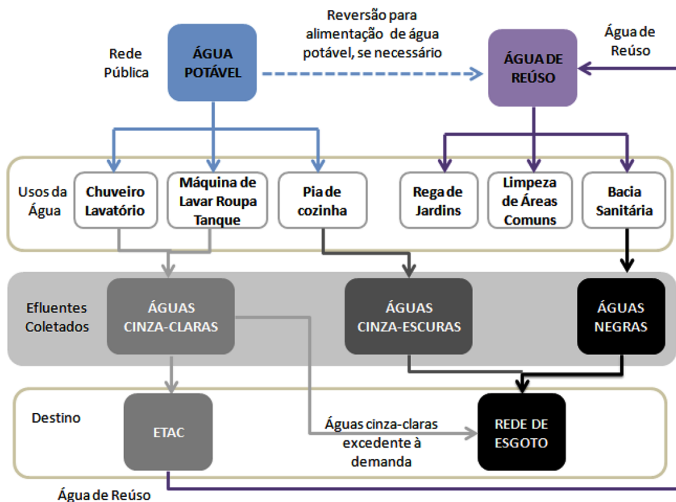 Rede
Pública
ÁGUA
POTÁVEL
Reversão para
alimentação de água
potável, se necessário
ÁGUA DE
REÚSO
Água de
Reúso
Usos da
Água
Chuveiro
Lavatório
Máquina de
Lavar Roupa
Tanque
Pia de
cozinha
Rega de
Jardins
Limpeza
de Áreas
Comuns
Bacia
Sanitária
Efluentes
Coletados
ÁGUAS
CINZA-CLARAS
ÁGUAS
CINZA-ESCURAS
ÁGUAS
NEGRAS
Destino
ETAC
Águas cinza-claras
excedente à
demanda
REDE DE
ESGOTO
Água de Reúso